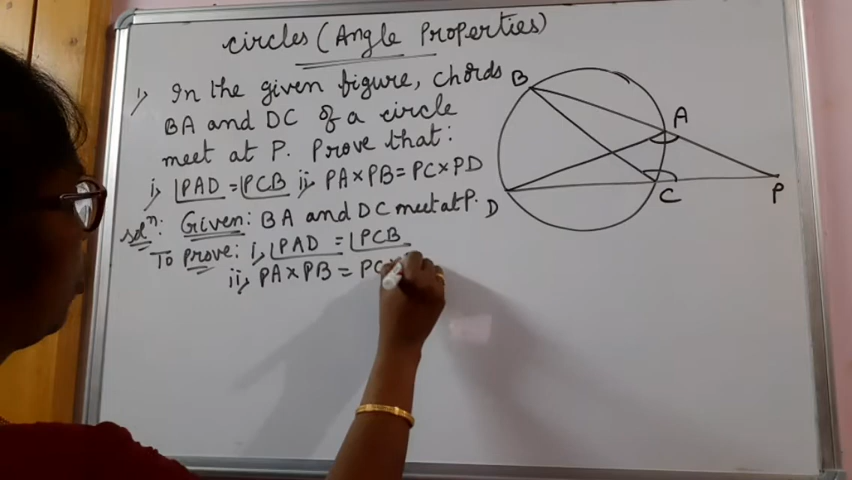 circles (Angle Properties)
1) In the given figure, chords
BA and DC of a circle
meet at P. Prove that:
i, ∠PAD = ∠PCB ii, PA×PB = PC×PD
solⁿ: Given: BA and DC meet at P.
To prove: i, ∠PAD = ∠PCB
ii, PA×PB = PC×
B
A
D
C
P